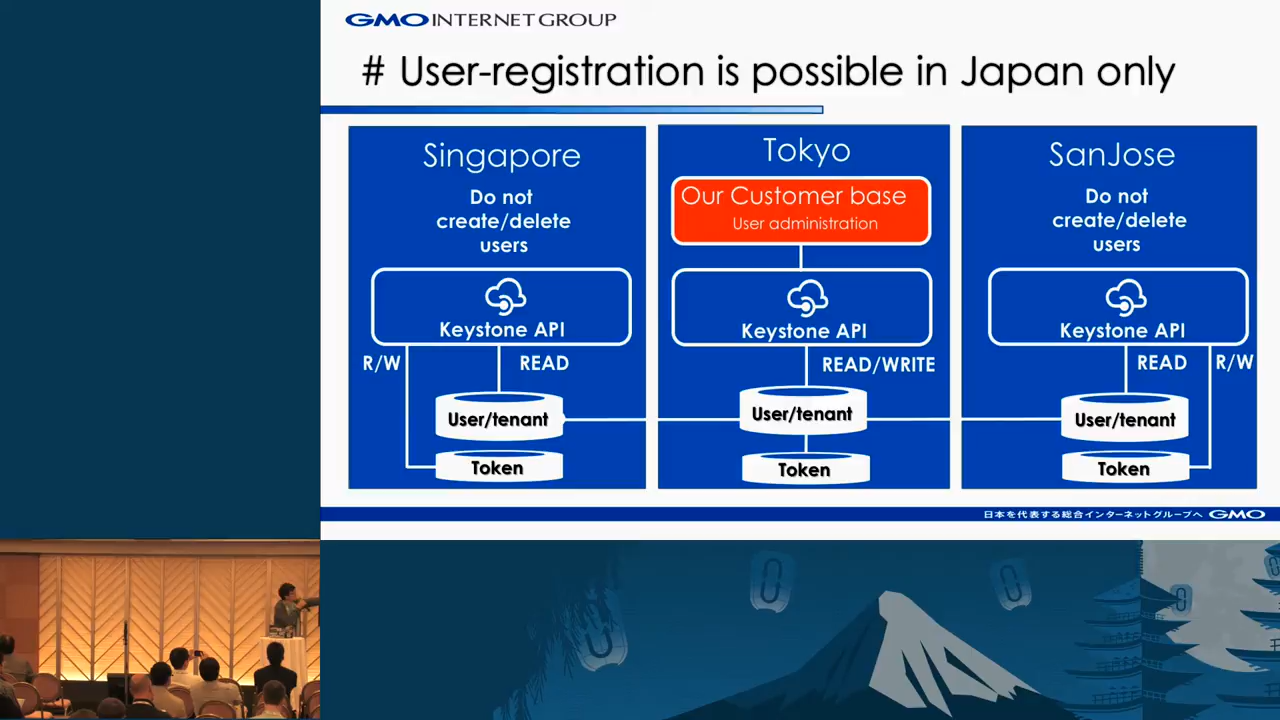 GMO INTERNET GROUP
# User-registration is possible in Japan only
Singapore
Do not
create/delete
users
Keystone API
R/W
READ
User/tenant
Token
Tokyo
Our Customer base
User administration
Keystone API
READ/WRITE
User/tenant
Token
SanJose
Do not
create/delete
users
Keystone API
READ
R/W
User/tenant
Token
日本を代表する総合インターネットグループへ GMO